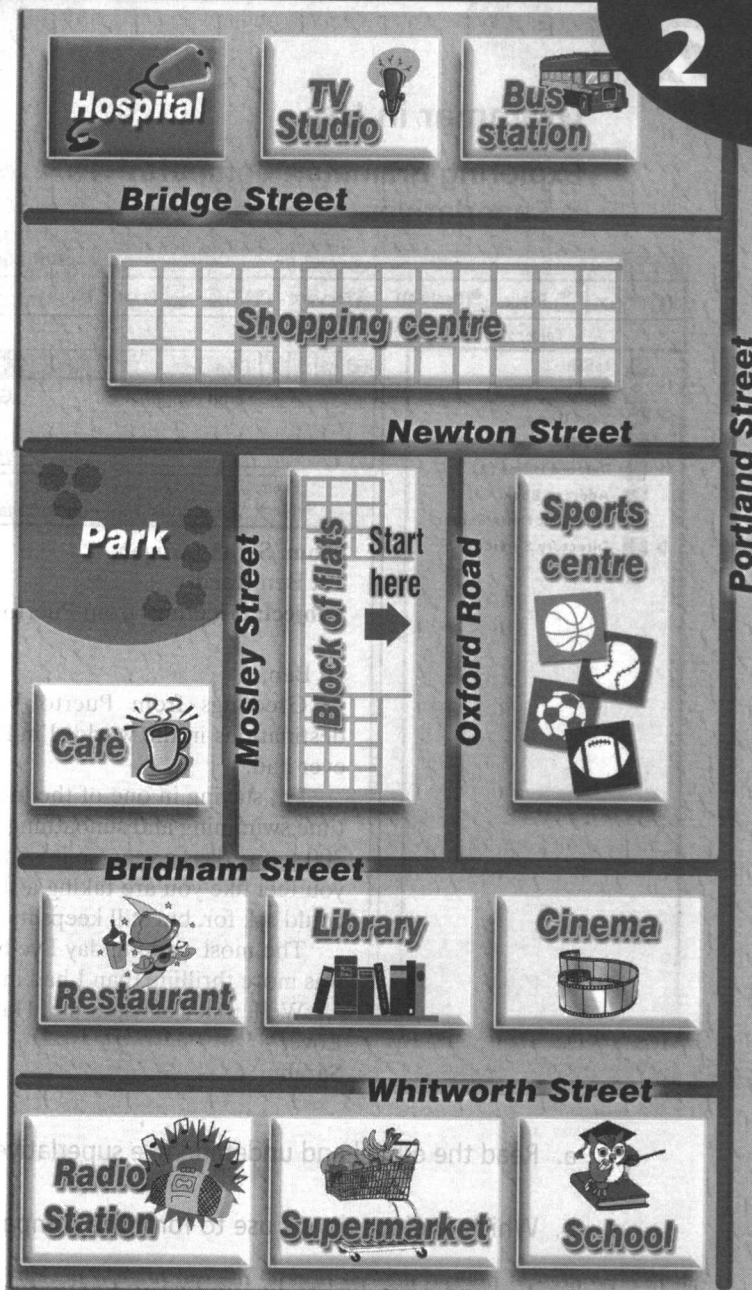 2
Hospital
TV
Studio
Bus
station
Bridge Street
Shopping centre
Newton Street
Portland Street
Park
Mosley Street
Block of flats
Start
here
Oxford Road
Sports
centre
Café
Bridham Street
Restaurant
Library
Cinema
Whitworth Street
Radio
Station
Supermarket
School